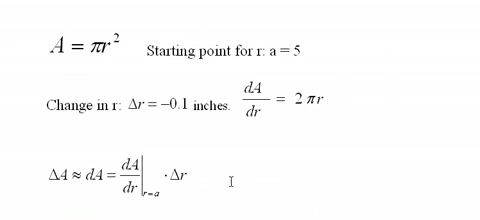 A = πr² Starting point for r: a = 5
Change in r: Δr = −0.1 inches. dA/dr = 2πr
ΔA ≈ dA = dA/dr|r=a · Δr